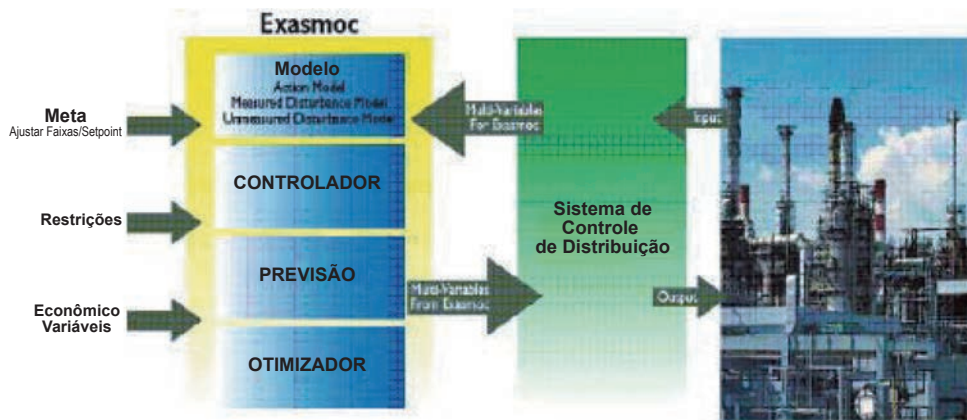 Exasmoc
Modelo
Action Model
Measured Disturbance Model
Unmeasured Disturbance Model
CONTROLADOR
PREVISÃO
OTIMIZADOR
Meta
Ajustar Faixas/Setpoint
Restrições
Econômico
Variáveis
Multi-Variables
For Exasmoc
Multi-Variables
From Exasmoc
Sistema de
Controle
de Distribuição
Input
Output